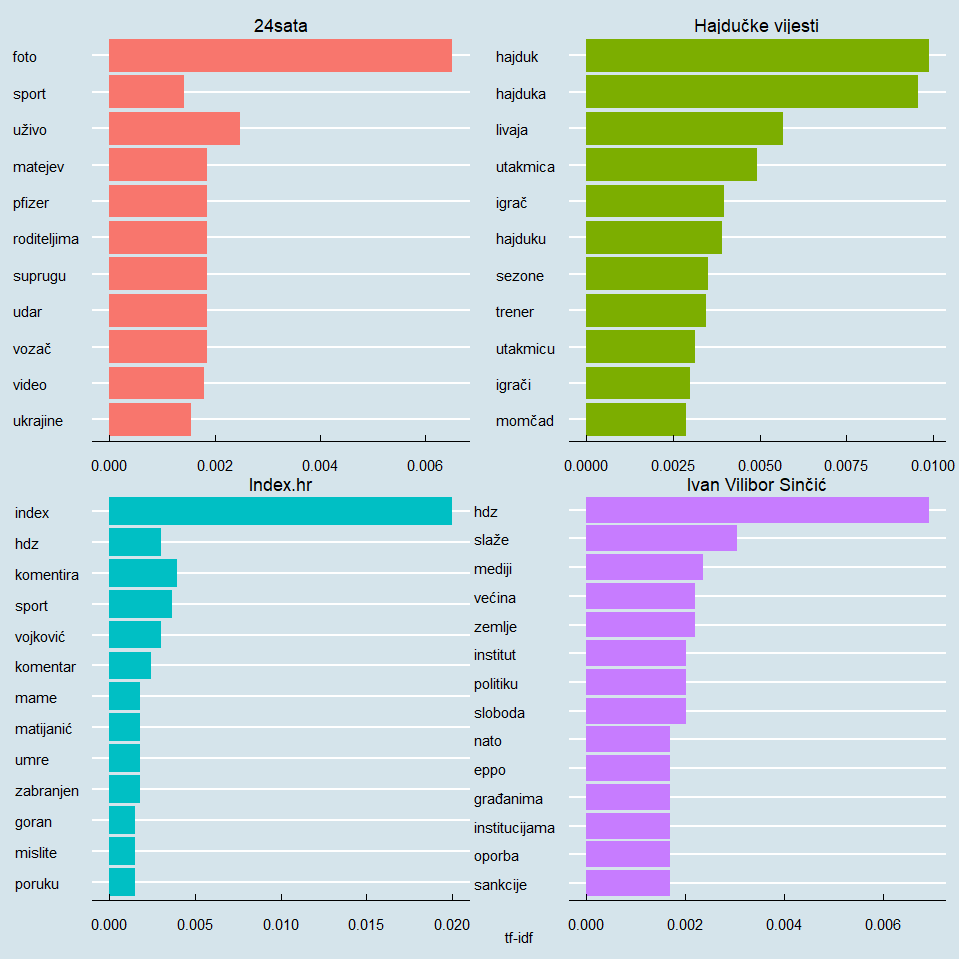 24sata
foto
sport
uživo
matejev
pfizer
roditeljima
suprugu
udar
vozač
video
ukrajine
0.000 0.002 0.004 0.006
Hajdučke vijesti
hajduk
hajduka
livaja
utakmica
igrač
hajduku
sezone
trener
utakmicu
igrači
momčad
0.0000 0.0025 0.0050 0.0075 0.0100
Index.hr
index
hdz
komentira
sport
vojković
komentar
mame
matijanić
umre
zabranjen
goran
mislite
poruku
0.000 0.005 0.010 0.015 0.020
Ivan Vilibor Sinčić
hdz
slaže
mediji
većina
zemlje
institut
politiku
sloboda
nato
eppo
građanima
institucijama
oporba
sankcije
0.000 0.002 0.004 0.006
tf-idf